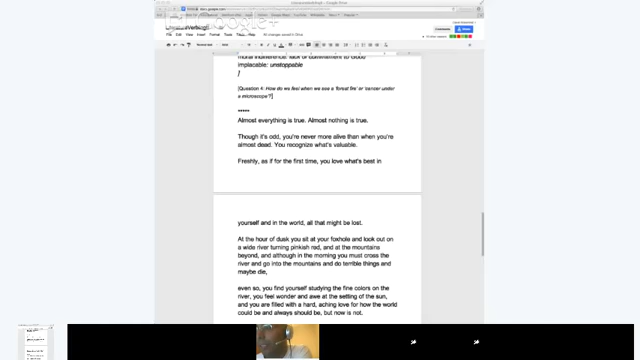 Google+
moral indifference: lack of commitment to blood
implacable: unstoppable
]
[Question 4: How do we feel when we see a 'forest fire' or 'cancer under
a microscope'?]
*****
Almost everything is true. Almost nothing is true.
Though it's odd, you're never more alive than when you're
almost dead. You recognize what's valuable.
Freshly, as if for the first time, you love what's best in
yourself and in the world, all that might be lost.
At the hour of dusk you sit at your foxhole and look out on
a wide river turning pinkish red, and at the mountains
beyond, and although in the morning you must cross the
river and go into the mountains and do terrible things and
maybe die,
even so, you find yourself studying the fine colors on the
river, you feel wonder and awe at the setting of the sun,
and you are filled with a hard, aching love for how the world
could be and always should be, but now is not.